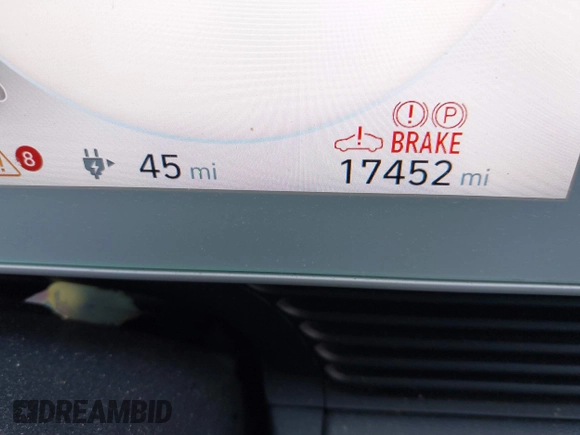 (!) (P)
! BRAKE
8 45 mi 17452 mi
DREAMBID